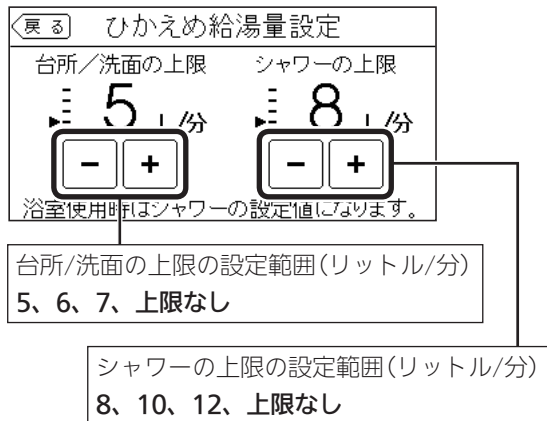 戻る ひかえめ給湯量設定
台所／洗面の上限 シャワーの上限
5 L/分 8 L/分
－ ＋ － ＋
浴室使用時はシャワーの設定値になります。
台所/洗面の上限の設定範囲(リットル/分)
5、6、7、上限なし
シャワーの上限の設定範囲(リットル/分)
8、10、12、上限なし